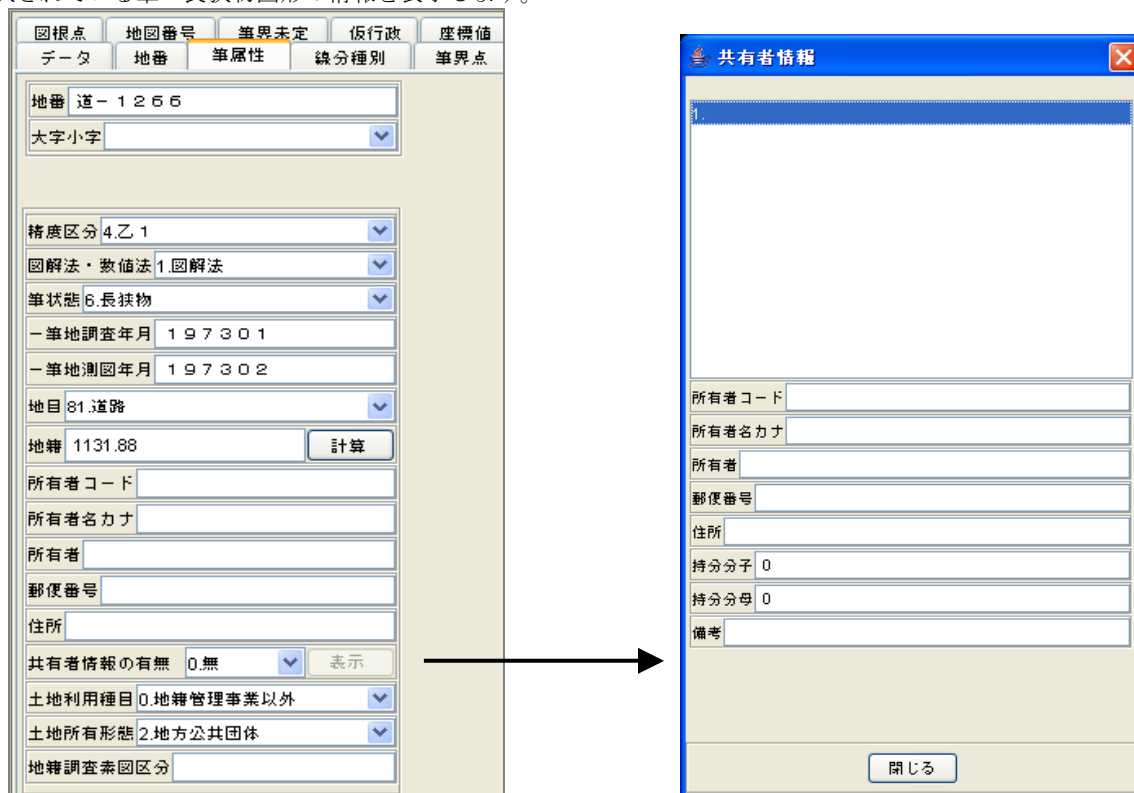 図根点 地図番号 筆界未定 仮行政 座標値
データ 地番 筆属性 線分種別 筆界点
地番 道-1266
大字小字
精度区分 4.乙1
図解法・数値法 1.図解法
筆状態 6.長狭物
一筆地調査年月 197301
一筆地測図年月 197302
地目 81.道路
地籍 1131.88 計算
所有者コード
所有者名カナ
所有者
郵便番号
住所
共有者情報の有無 0.無 表示
土地利用種目 0.地籍管理事業以外
土地所有形態 2.地方公共団体
地籍調査素図区分
共有者情報
1.
所有者コード
所有者名カナ
所有者
郵便番号
住所
持分分子 0
持分分母 0
備考
閉じる